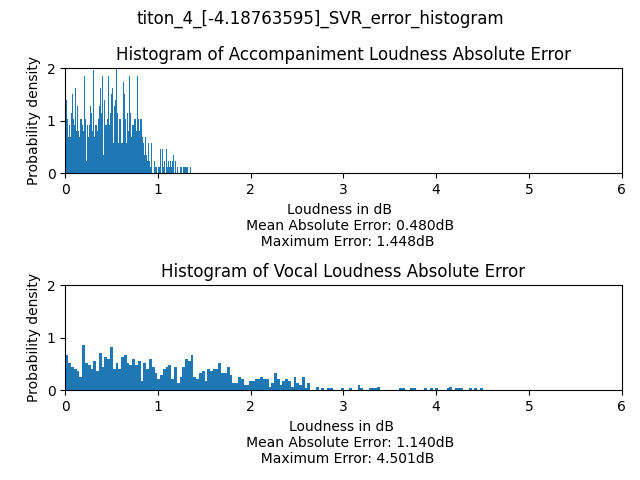 titon_4_[-4.18763595]_SVR_error_histogram
Histogram of Accompaniment Loudness Absolute Error
Probability density
2
1
0
0 1 2 3 4 5 6
Loudness in dB
Mean Absolute Error: 0.480dB
Maximum Error: 1.448dB
Histogram of Vocal Loudness Absolute Error
Probability density
2
1
0
0 1 2 3 4 5 6
Loudness in dB
Mean Absolute Error: 1.140dB
Maximum Error: 4.501dB